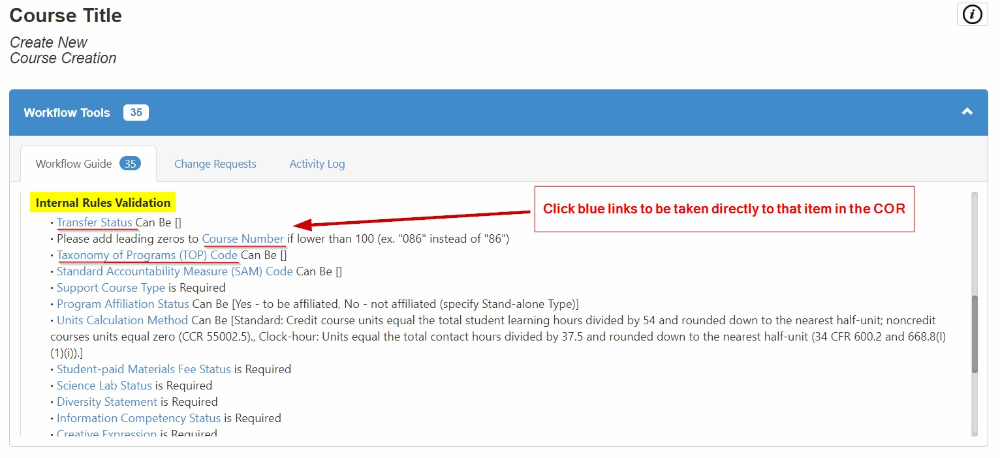 Course Title
Create New
Course Creation
Workflow Tools 35
Workflow Guide 35 Change Requests Activity Log
Internal Rules Validation
Click blue links to be taken directly to that item in the COR
• Transfer Status Can Be []
• Please add leading zeros to Course Number if lower than 100 (ex. "086" instead of "86")
• Taxonomy of Programs (TOP) Code Can Be []
• Standard Accountability Measure (SAM) Code Can Be []
• Support Course Type is Required
• Program Affiliation Status Can Be [Yes - to be affiliated, No - not affiliated (specify Stand-alone Type)]
• Units Calculation Method Can Be [Standard: Credit course units equal the total student learning hours divided by 54 and rounded down to the nearest half-unit; noncredit
courses units equal zero (CCR 55002.5)., Clock-hour: Units equal the total contact hours divided by 37.5 and rounded down to the nearest half-unit (34 CFR 600.2 and 668.8(l)
(1)(i)).]
• Student-paid Materials Fee Status is Required
• Science Lab Status is Required
• Diversity Statement is Required
• Information Competency Status is Required
• Creative Expression is Required